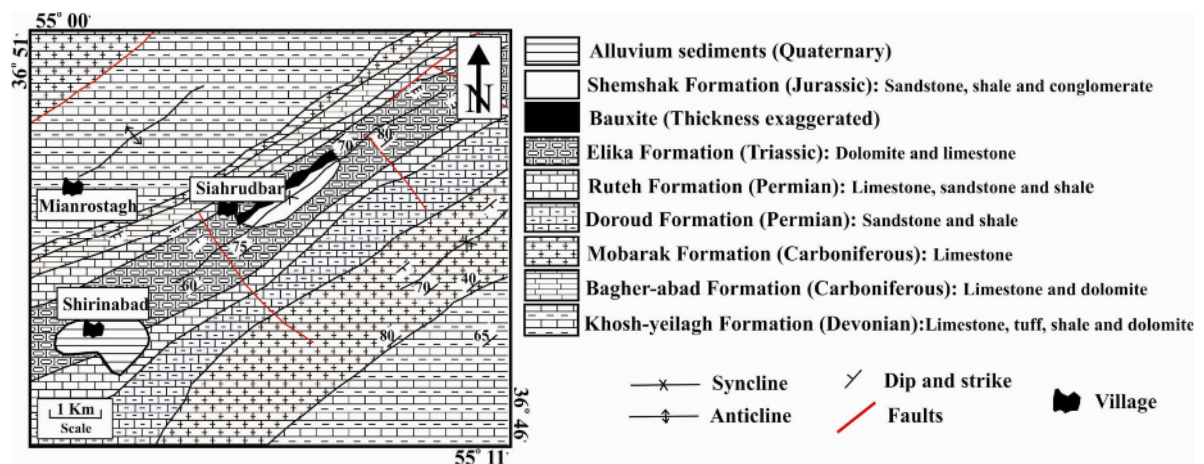 55° 00'
36° 51'
N
Mianrostagh
Siahrudbar
Shirinabad
70
80
75
60
70
40
80
65
1 Km
Scale
36° 46'
55° 11'
Alluvium sediments (Quaternary)
Shemshak Formation (Jurassic): Sandstone, shale and conglomerate
Bauxite (Thickness exaggerated)
Elika Formation (Triassic): Dolomite and limestone
Ruteh Formation (Permian): Limestone, sandstone and shale
Doroud Formation (Permian): Sandstone and shale
Mobarak Formation (Carboniferous): Limestone
Bagher-abad Formation (Carboniferous): Limestone and dolomite
Khosh-yeilagh Formation (Devonian):Limestone, tuff, shale and dolomite
Syncline
Anticline
Dip and strike
Faults
Village